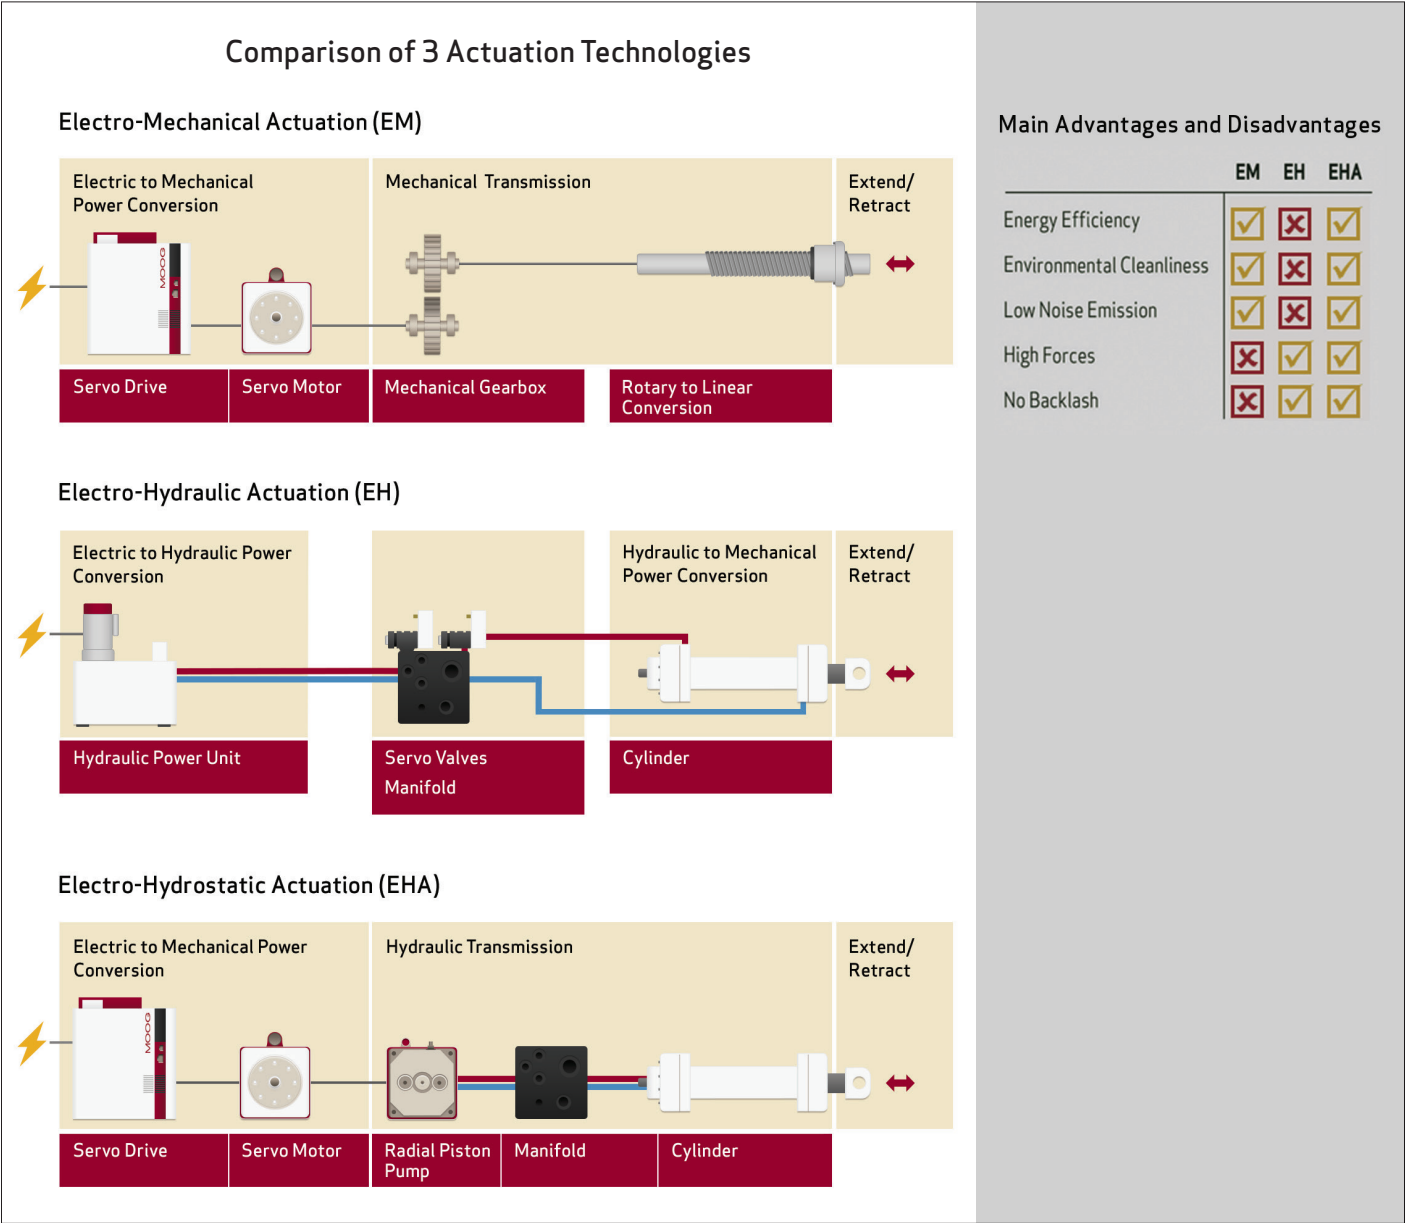 Comparison of 3 Actuation Technologies
Electro-Mechanical Actuation (EM)
Electric to Mechanical
Power Conversion
Mechanical Transmission
Extend/
Retract
MOOG
Servo Drive
Servo Motor
Mechanical Gearbox
Rotary to Linear
Conversion
Electro-Hydraulic Actuation (EH)
Electric to Hydraulic Power
Conversion
Hydraulic to Mechanical
Power Conversion
Extend/
Retract
Hydraulic Power Unit
Servo Valves
Manifold
Cylinder
Electro-Hydrostatic Actuation (EHA)
Electric to Mechanical Power
Conversion
Hydraulic Transmission
Extend/
Retract
MOOG
Servo Drive
Servo Motor
Radial Piston
Pump
Manifold
Cylinder
Main Advantages and Disadvantages
EM EH EHA
Energy Efficiency
Environmental Cleanliness
Low Noise Emission
High Forces
No Backlash